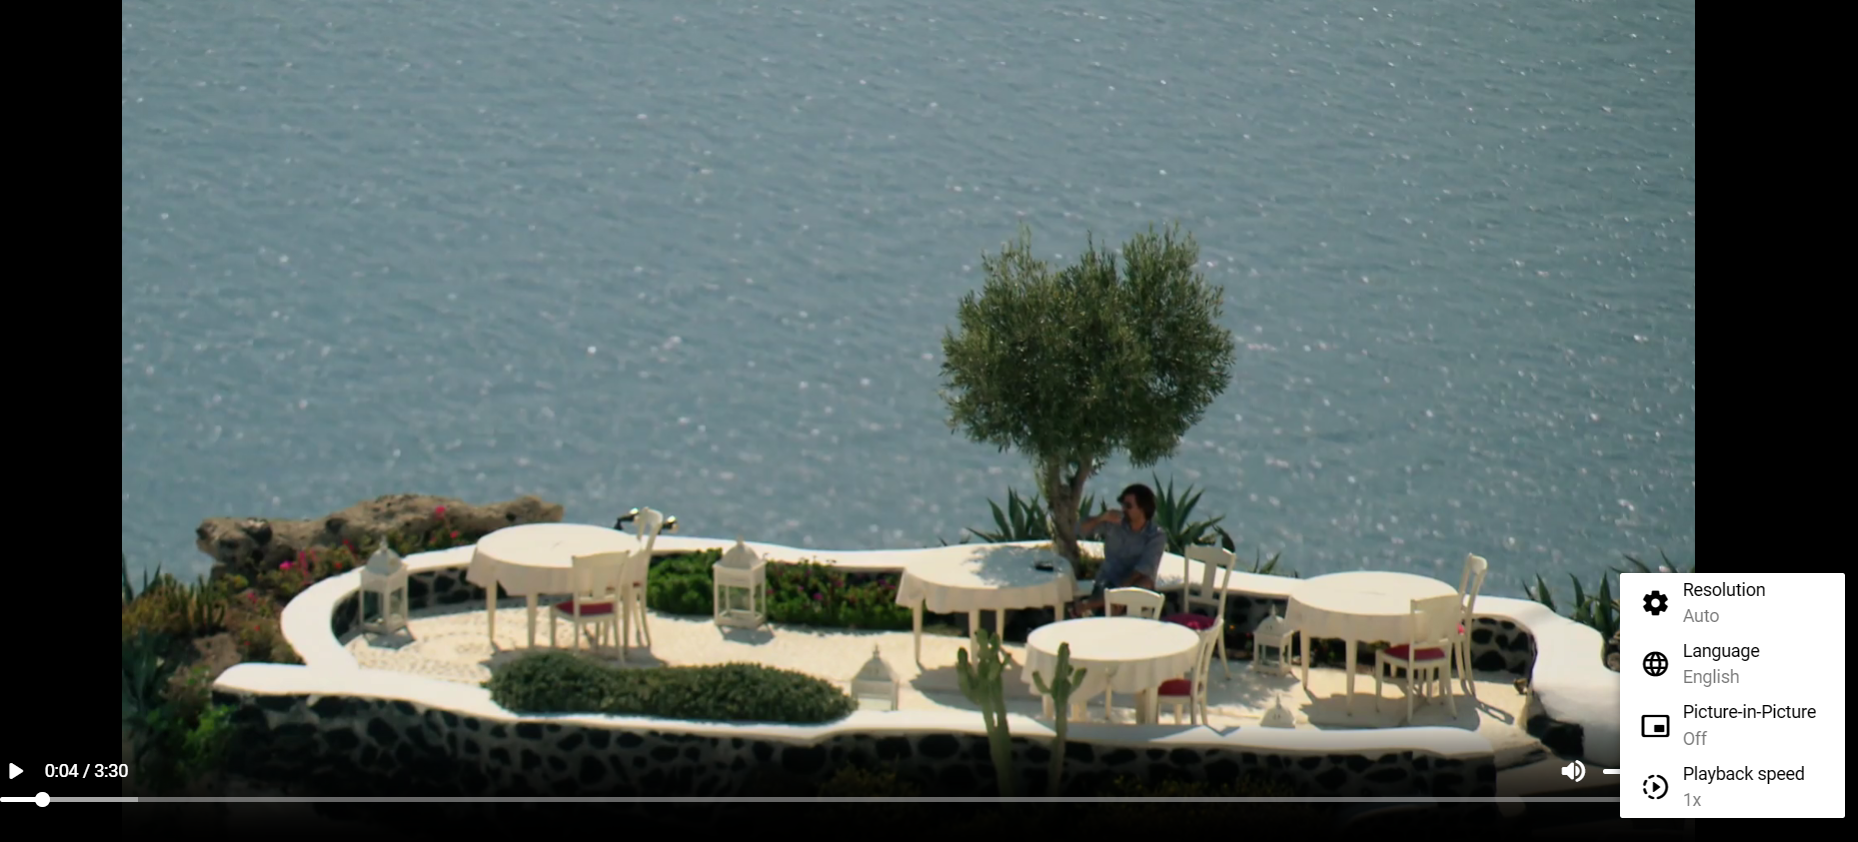 Resolution
Auto
Language
English
Picture-in-Picture
Off
Playback speed
1x
0:04 / 3:30